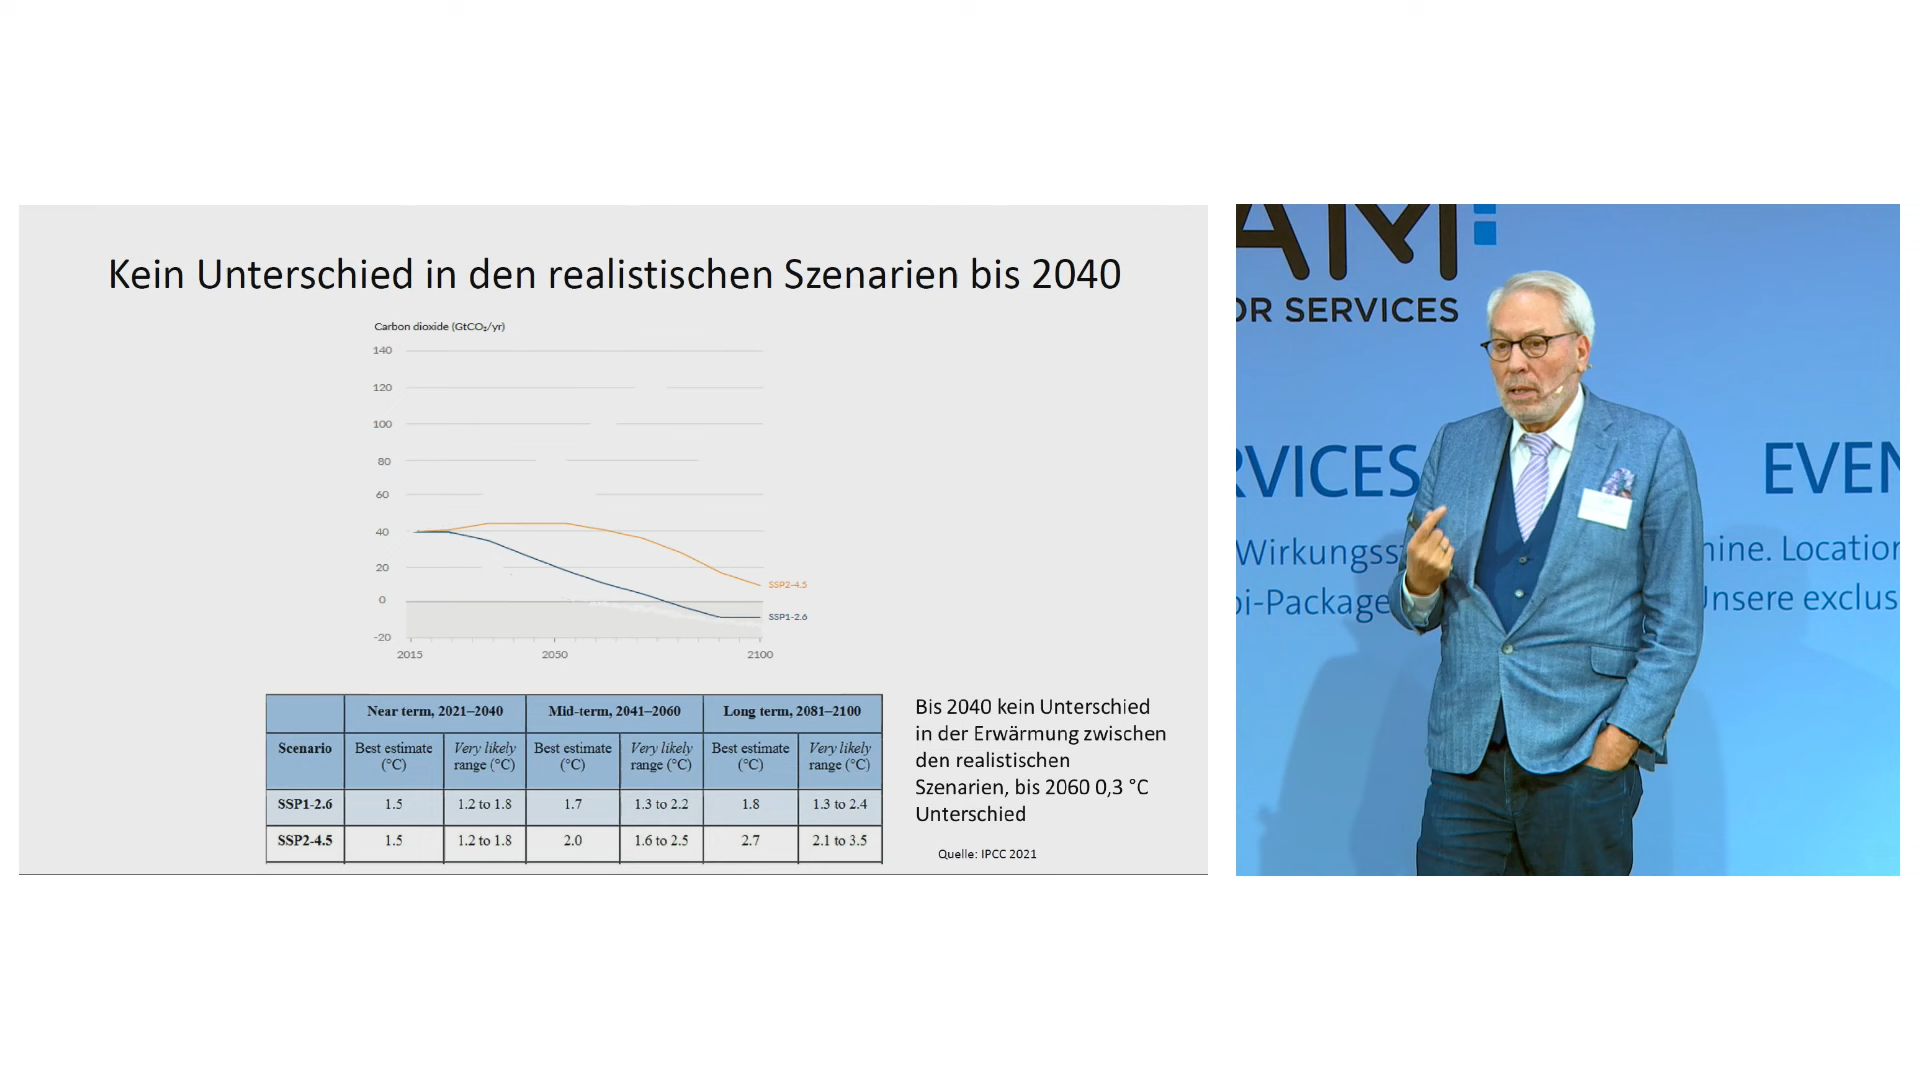 Kein Unterschied in den realistischen Szenarien bis 2040
Carbon dioxide (GtCO₂/yr)
140
120
100
80
60
40
20
0
-20
2015 2050 2100
SSP2-4.5
SSP1-2.6
Near term, 2021–2040 Mid-term, 2041–2060 Long term, 2081–2100
Scenario Best estimate (°C) Very likely range (°C) Best estimate (°C) Very likely range (°C) Best estimate (°C) Very likely range (°C)
SSP1-2.6 1.5 1.2 to 1.8 1.7 1.3 to 2.2 1.8 1.3 to 2.4
SSP2-4.5 1.5 1.2 to 1.8 2.0 1.6 to 2.5 2.7 2.1 to 3.5
Bis 2040 kein Unterschied
in der Erwärmung zwischen
den realistischen
Szenarien, bis 2060 0,3 °C
Unterschied
Quelle: IPCC 2021
AM
OR SERVICES
RVICES
EVEN
Wirkungss
oi-Package
mine. Location
Unsere exclus